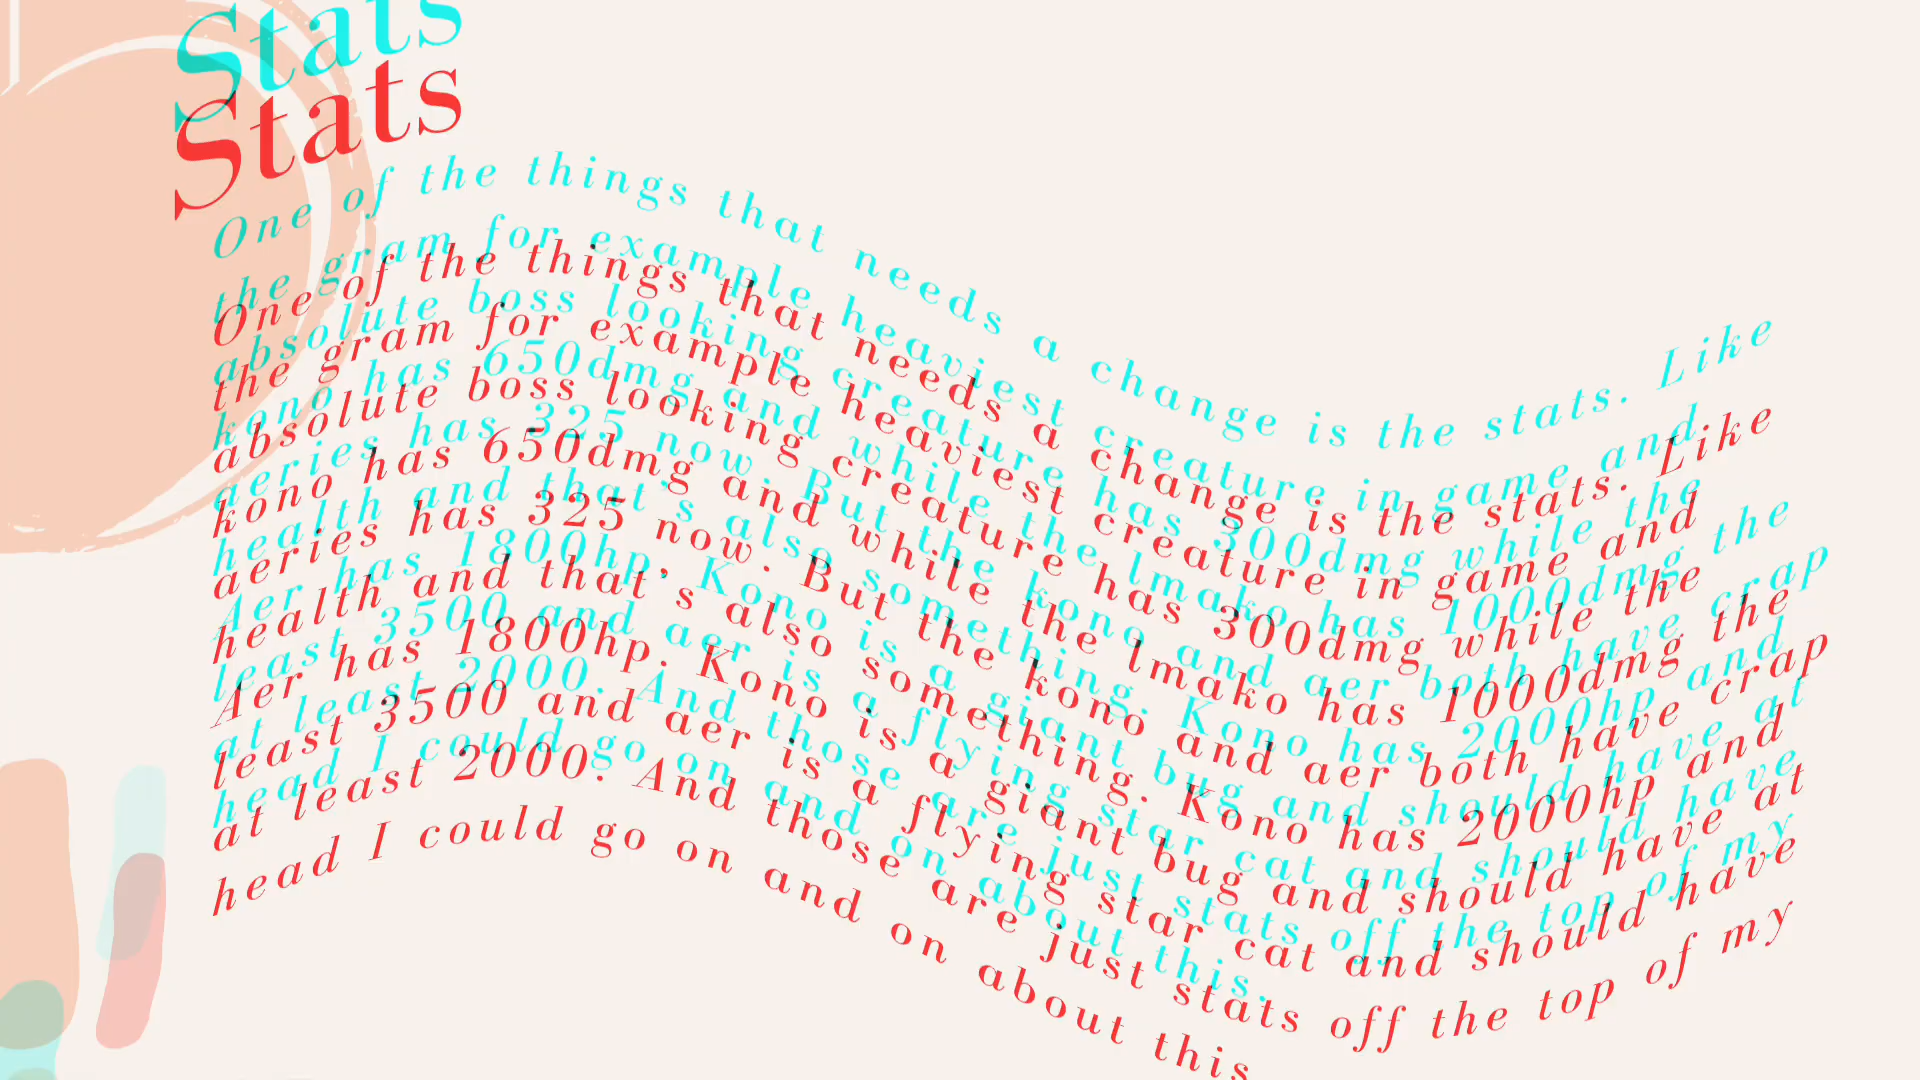 Stats
One of the things that needs a change is the stats. Like
the gram for example heaviest creature in game and
absolute boss looking creature has 300dmg while the
kono has 650dmg and while the lmako has 1000dmg the
aeries has 325 now. But the kono and aer both have crap
health and that's also something. Kono has 2000hp and
Aer has 1800hp. Kono is a giant bug and should have at
least 3500 and aer is a flying star cat and should have
at least 2000. And those are just stats off the top of my
head I could go on and on about this.